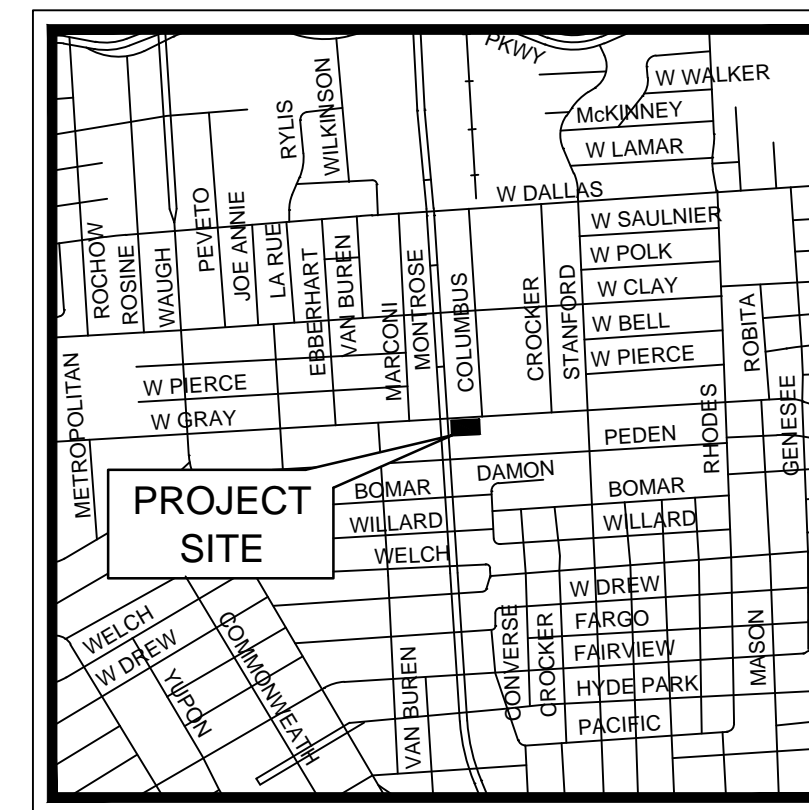 PKWY
W WALKER
McKINNEY
W LAMAR
RYLIS
WILKINSON
W DALLAS
W SAULNIER
W POLK
W CLAY
W BELL
W PIERCE
ROCHOW
ROSINE
WAUGH
PEVETO
JOE ANNIE
LA RUE
EBBERHART
VAN BUREN
MARCONI
MONTROSE
COLUMBUS
CROCKER
STANFORD
ROBITA
RHODES
GENESEE
METROPOLITAN
W PIERCE
W GRAY
PEDEN
PROJECT
SITE
BOMAR
WILLARD
WELCH
DAMON
BOMAR
WILLARD
W DREW
FARGO
FAIRVIEW
HYDE PARK
PACIFIC
CONVERSE
CROCKER
MASON
WELCH
W DREW
YUPON
COMMONWEATH
VAN BUREN